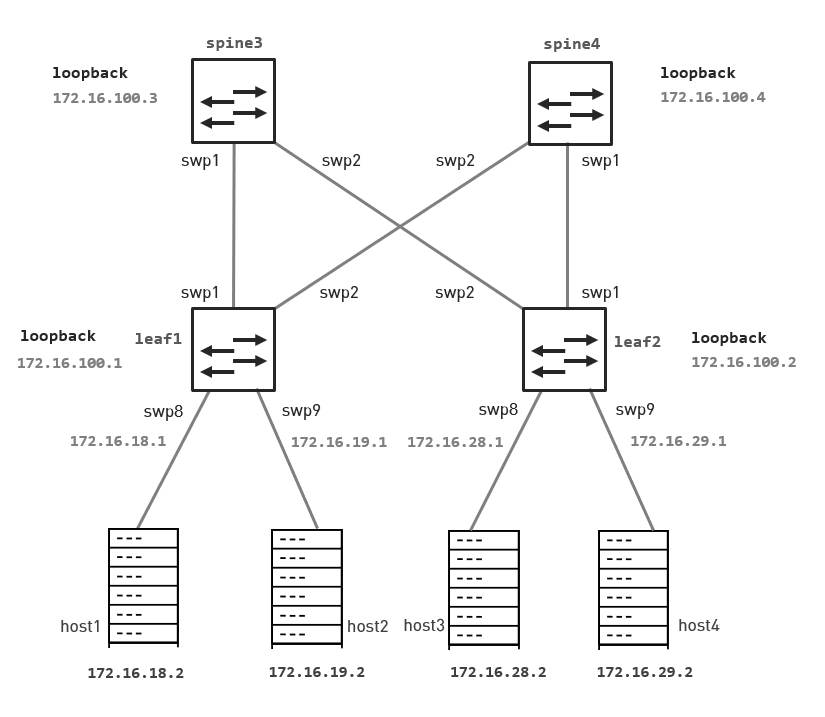 spine3
spine4
loopback
172.16.100.3
loopback
172.16.100.4
swp1
swp2
swp2
swp1
swp1
swp2
swp2
swp1
loopback
172.16.100.1
leaf1
leaf2
loopback
172.16.100.2
swp8
swp9
swp8
swp9
172.16.18.1
172.16.19.1
172.16.28.1
172.16.29.1
host1
host2
host3
host4
172.16.18.2
172.16.19.2
172.16.28.2
172.16.29.2